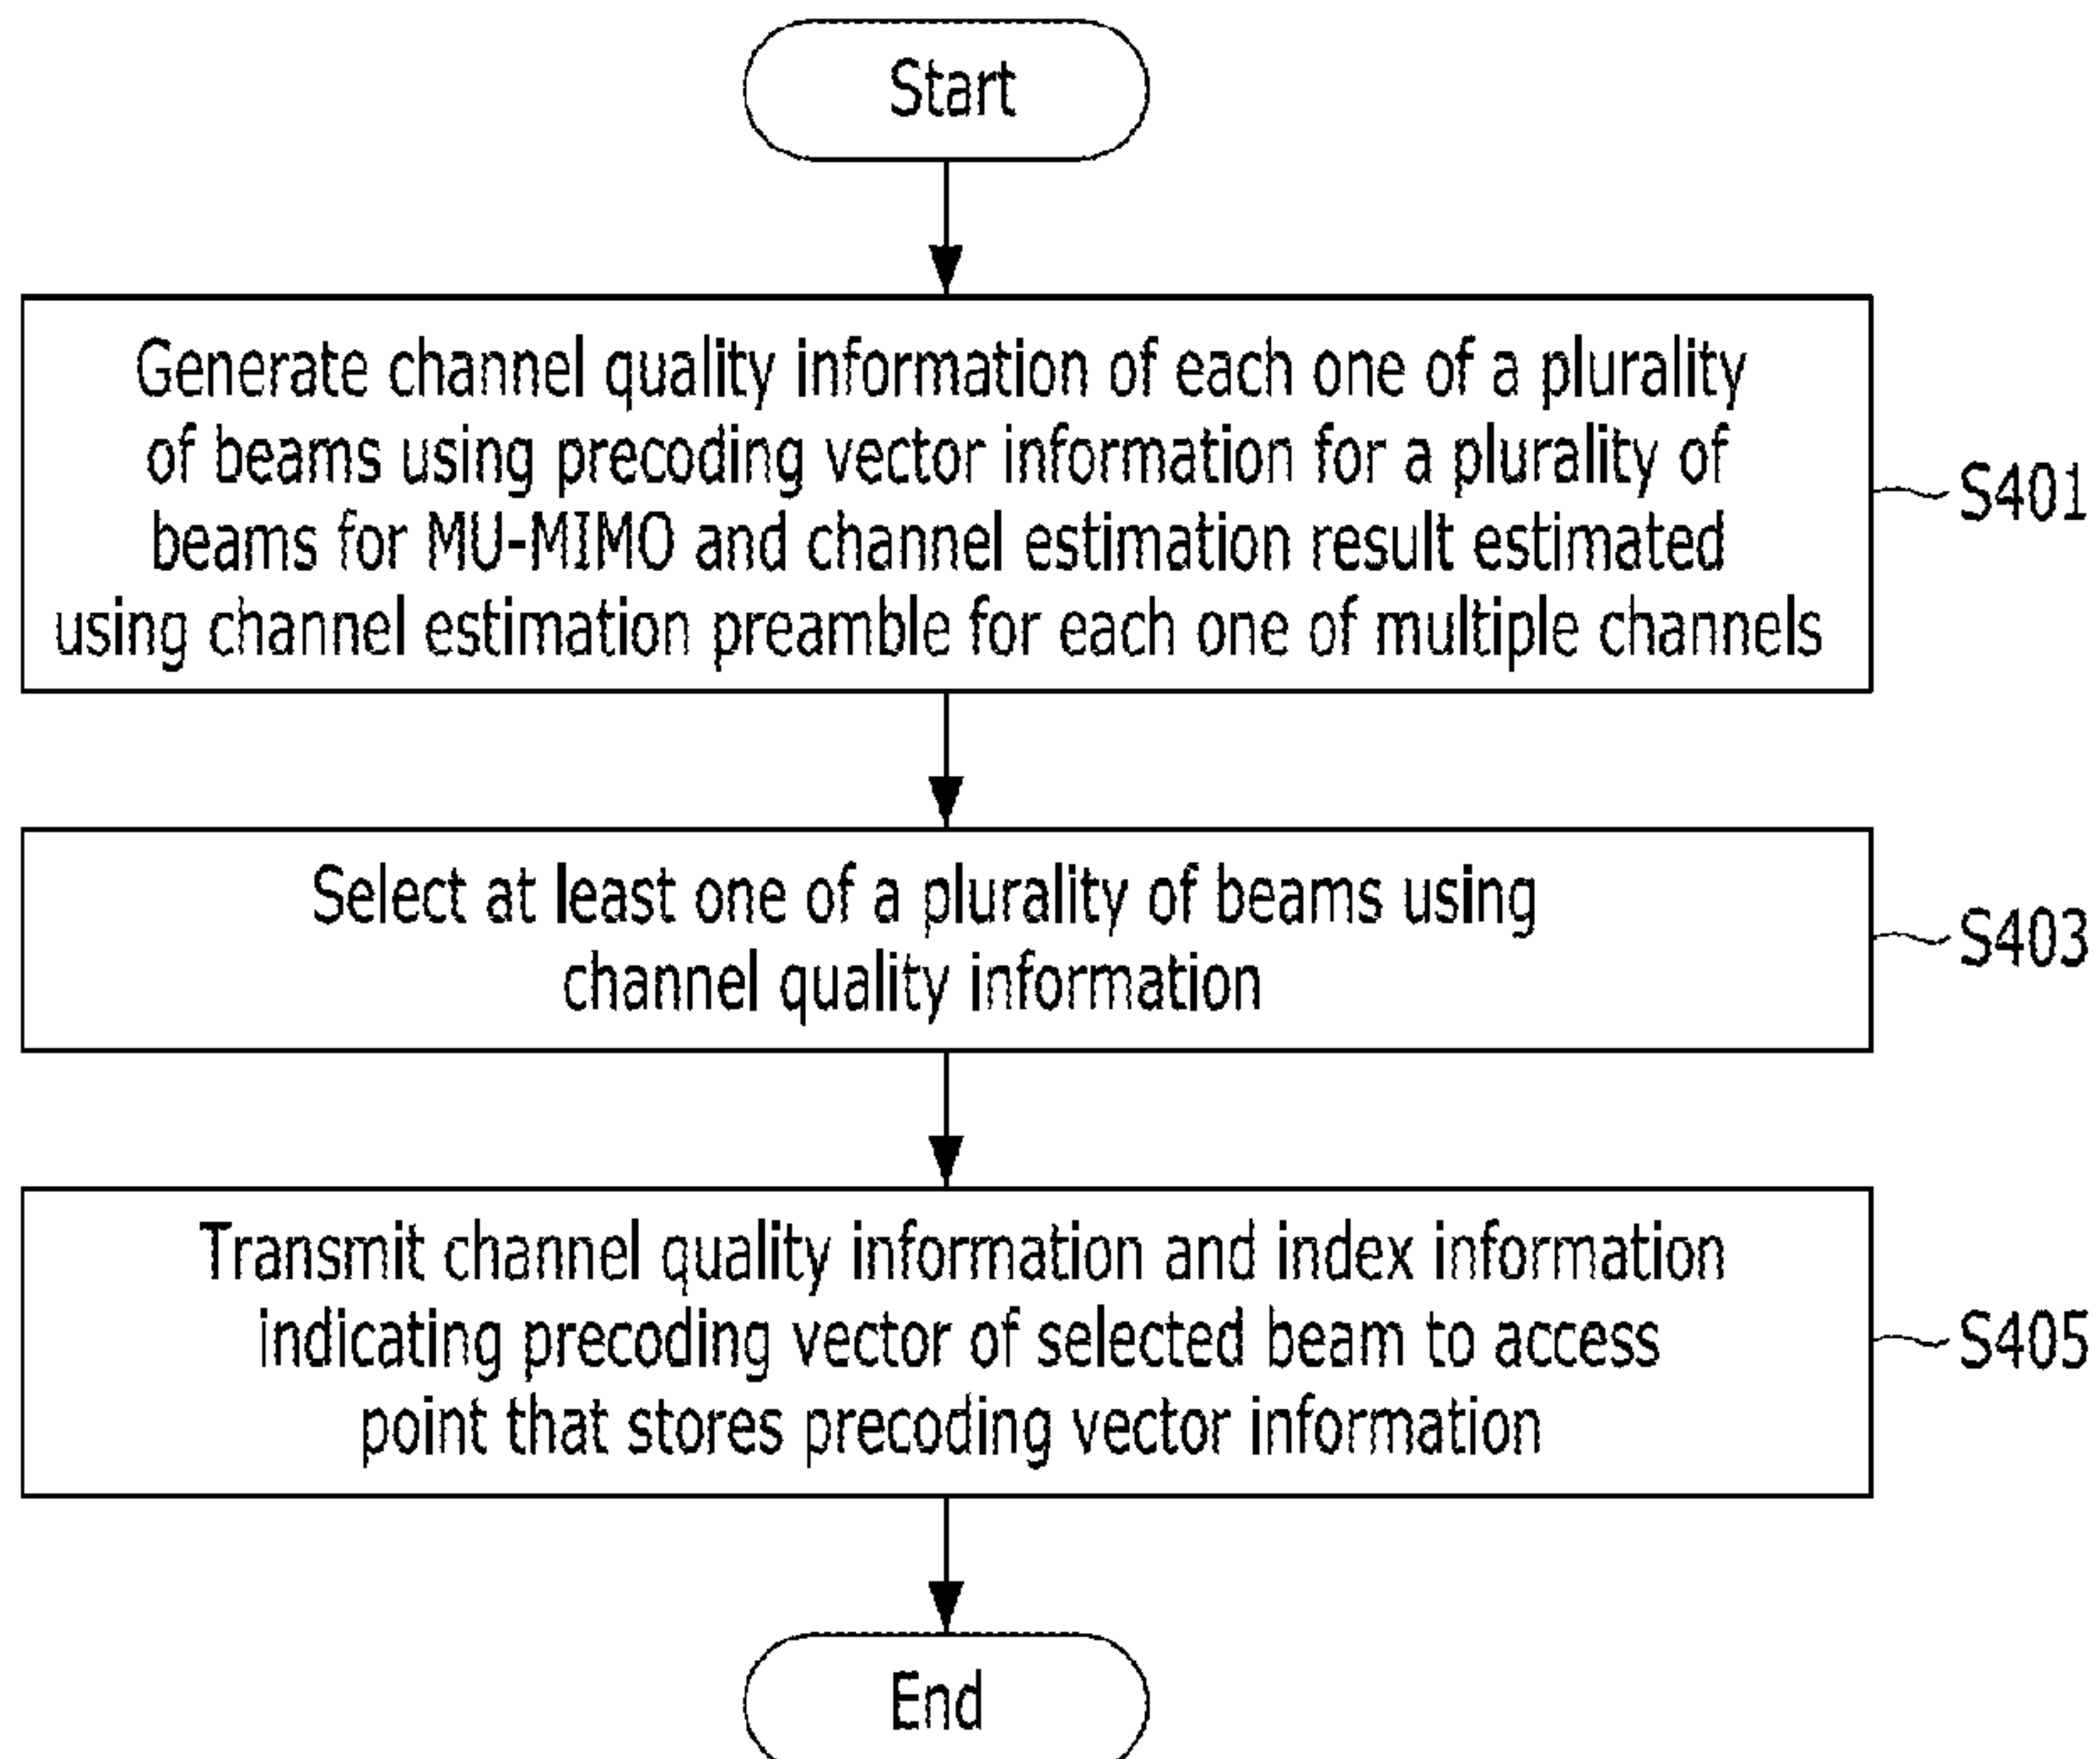 Start
Generate channel quality information of each one of a plurality
of beams using precoding vector information for a plurality of
beams for MU-MIMO and channel estimation result estimated
using channel estimation preamble for each one of multiple channels
S401
Select at least one of a plurality of beams using
channel quality information
S403
Transmit channel quality information and index information
indicating precoding vector of selected beam to access
point that stores precoding vector information
S405
End